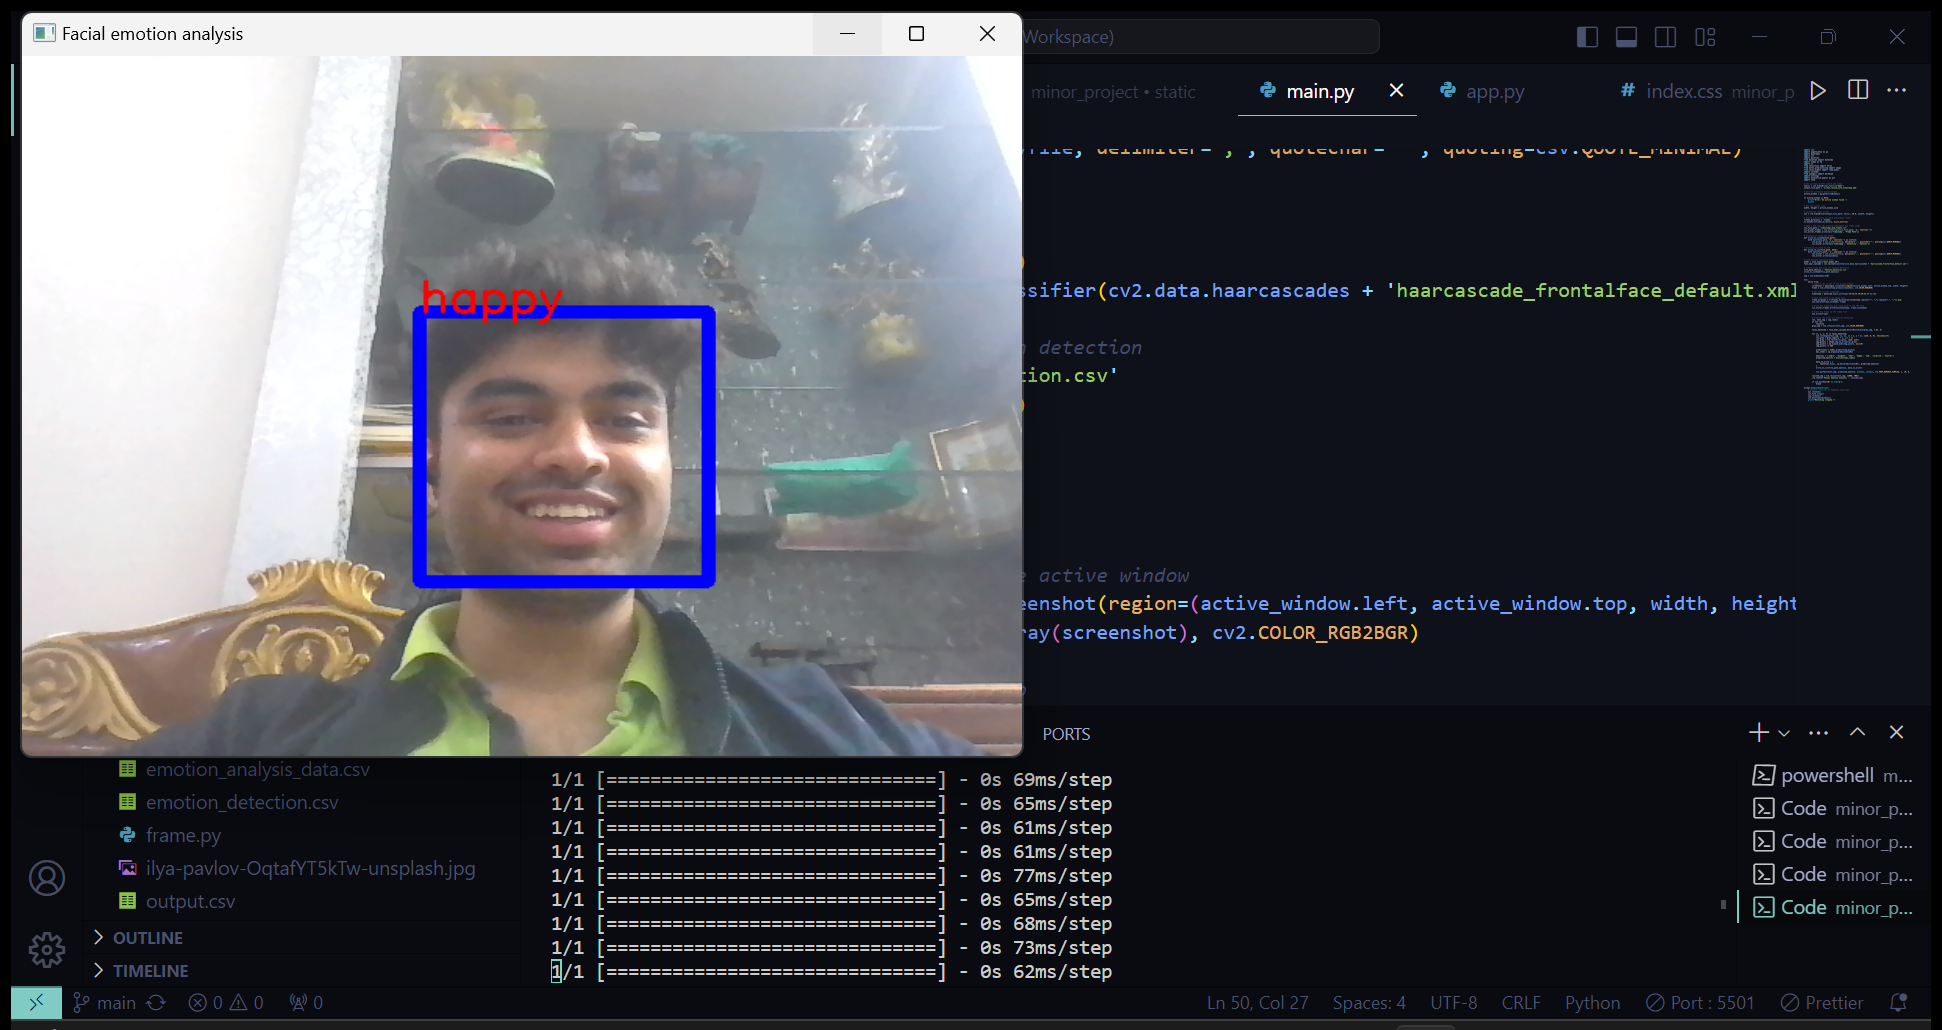 Facial emotion analysis
Workspace)
minor_project • static
main.py
app.py
# index.css minor_p
file, delimiter=',', quotechar='"', quoting=csv.QUOTE_MINIMAL)
happy
)
ssifier(cv2.data.haarcascades + 'haarcascade_frontalface_default.xml
n detection
tion.csv'
)
e active window
eenshot(region=(active_window.left, active_window.top, width, height
ray(screenshot), cv2.COLOR_RGB2BGR)
PORTS
emotion_analysis_data.csv
emotion_detection.csv
frame.py
ilya-pavlov-OqtafYT5kTw-unsplash.jpg
output.csv
OUTLINE
TIMELINE
1/1 [==============================] - 0s 69ms/step
1/1 [==============================] - 0s 65ms/step
1/1 [==============================] - 0s 61ms/step
1/1 [==============================] - 0s 61ms/step
1/1 [==============================] - 0s 77ms/step
1/1 [==============================] - 0s 65ms/step
1/1 [==============================] - 0s 68ms/step
1/1 [==============================] - 0s 73ms/step
1/1 [==============================] - 0s 62ms/step
powershell m...
Code minor_p...
Code minor_p...
Code minor_p...
Code minor_p...
main 0 0 0 Ln 50, Col 27 Spaces: 4 UTF-8 CRLF Python Port : 5501 Prettier